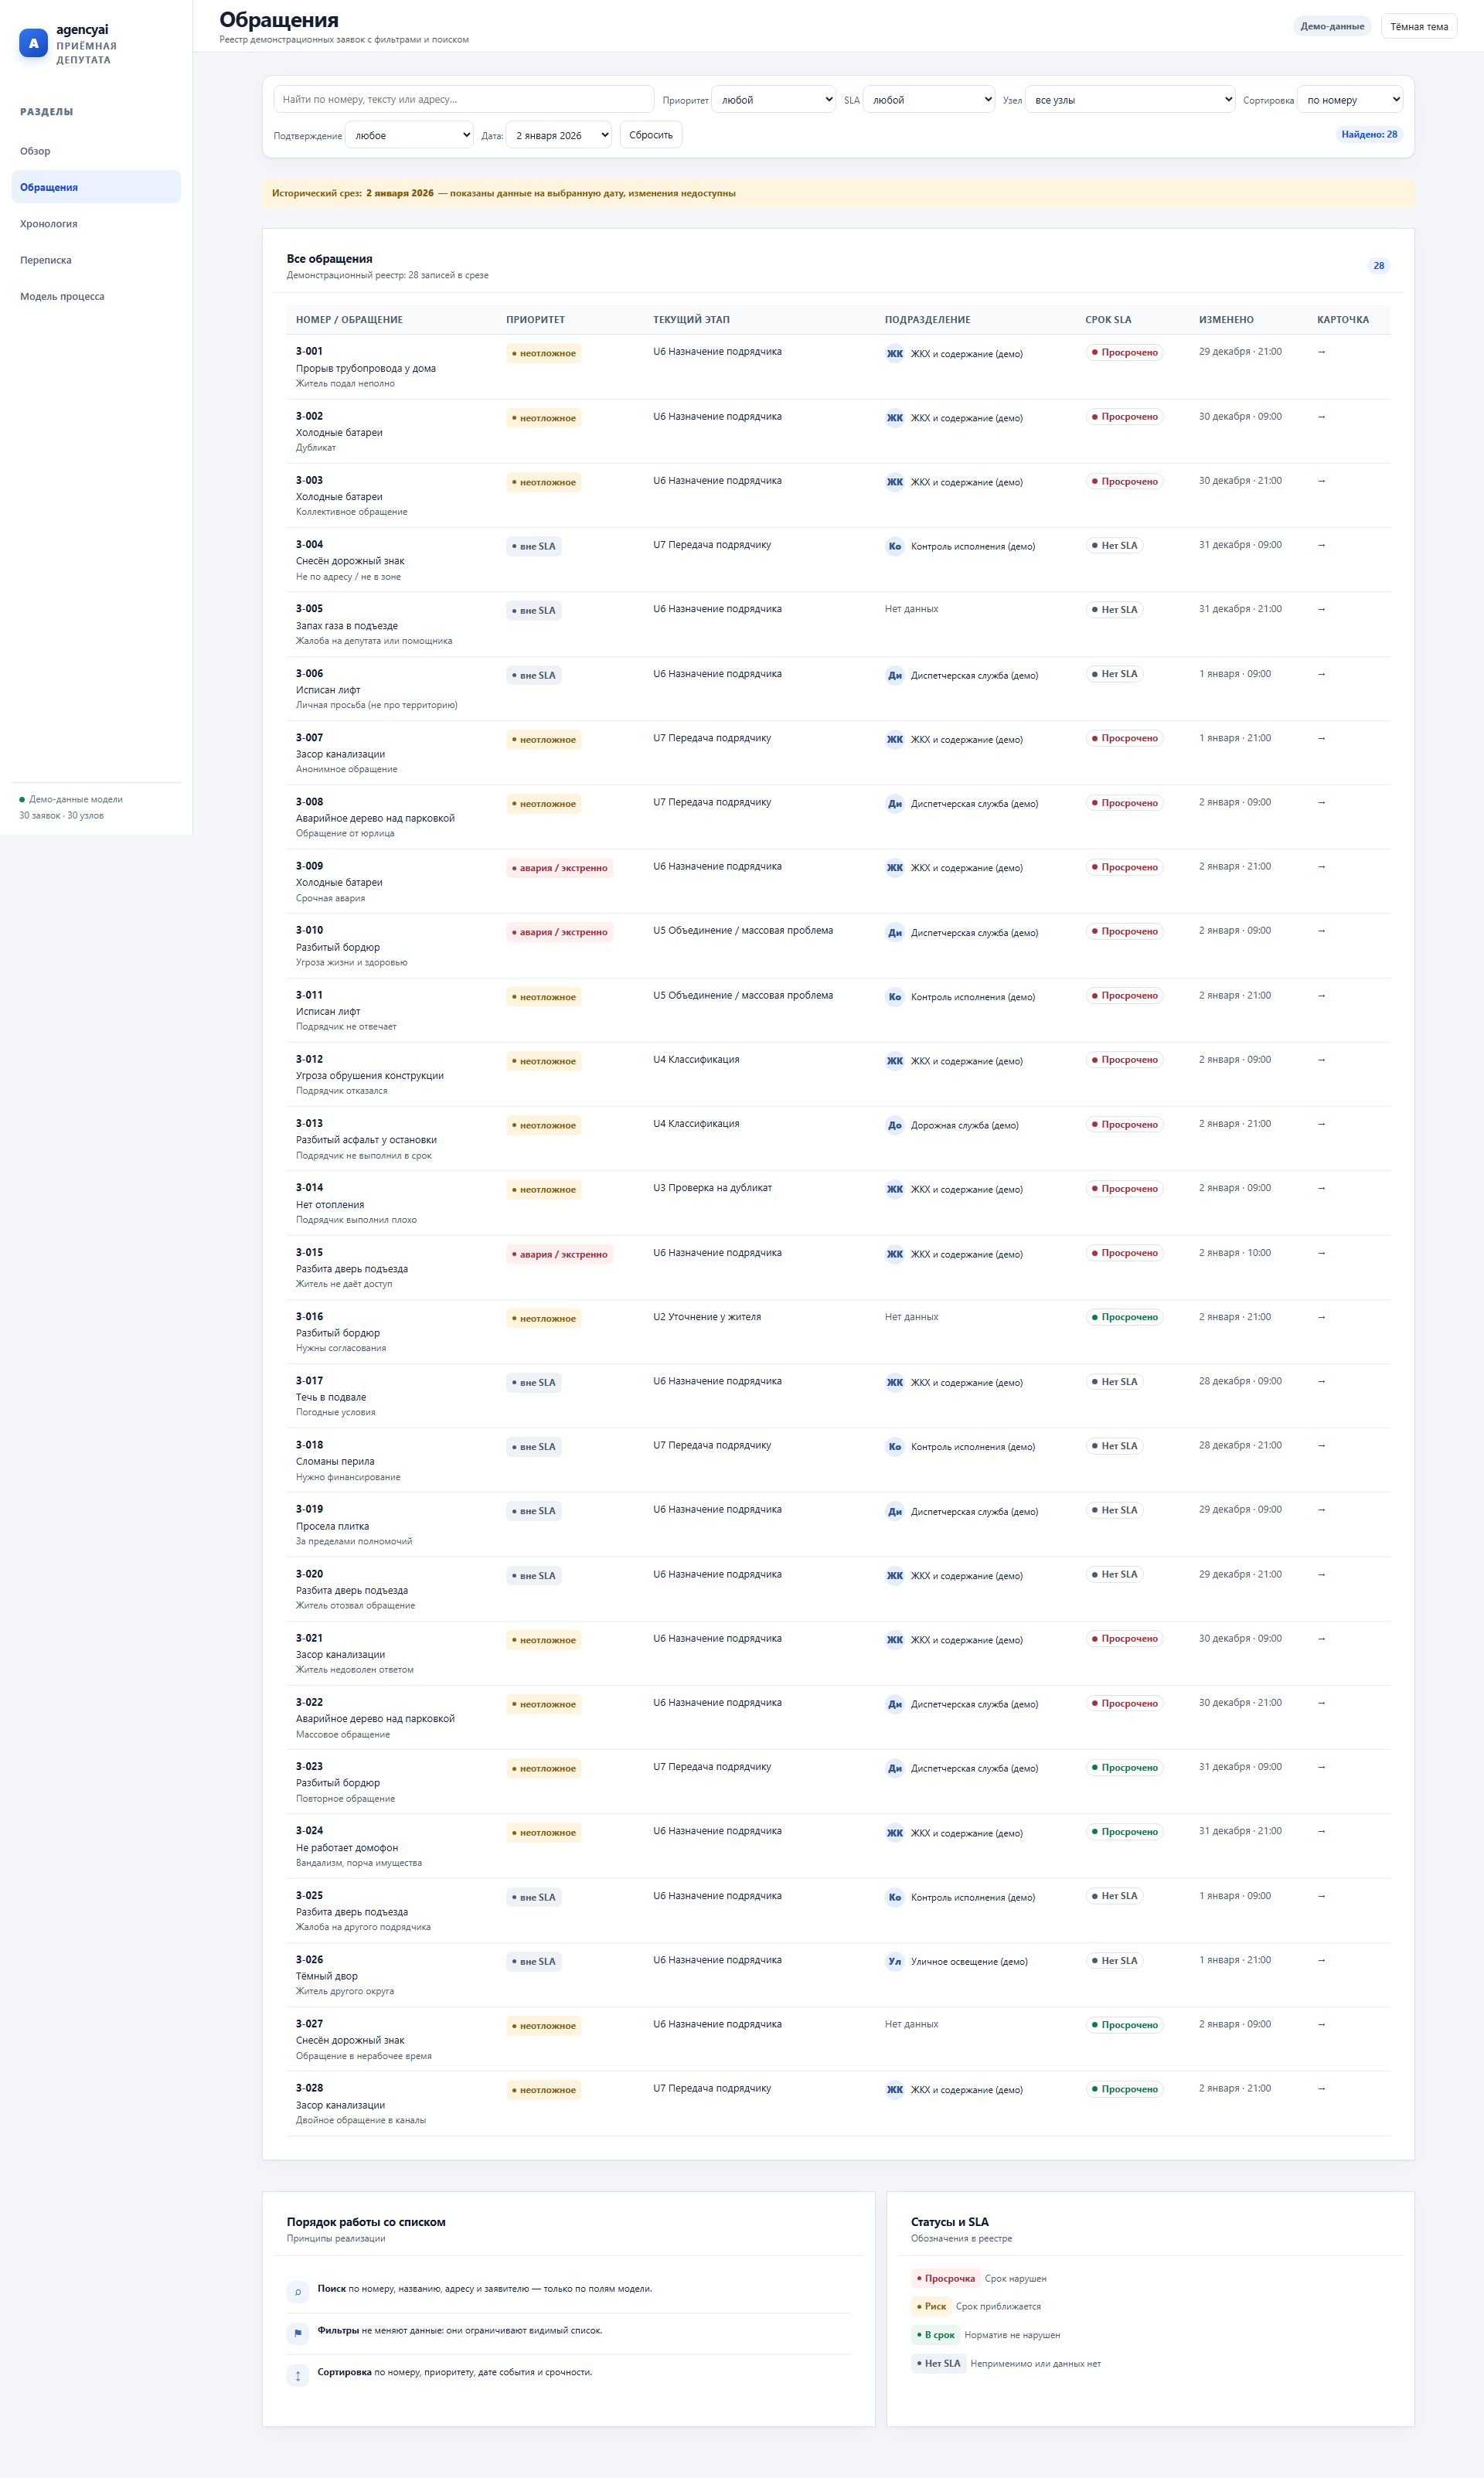 A
agencyai
ПРИЁМНАЯ
ДЕПУТАТА
РАЗДЕЛЫ
Обзор
Обращения
Хронология
Переписка
Модель процесса
Демо-данные модели
30 заявок · 30 узлов
Обращения
Реестр демонстрационных заявок с фильтрами и поиском
Демо-данные
Тёмная тема
Найти по номеру, тексту или адресу...
Приоритет любой SLA любой Узел все узлы Сортировка по номеру
Подтверждение любое Дата: 2 января 2026 Сбросить
Найдено: 28
Исторический срез: 2 января 2026 — показаны данные на выбранную дату, изменения недоступны
Все обращения
Демонстрационный реестр: 28 записей в срезе
28
НОМЕР / ОБРАЩЕНИЕ ПРИОРИТЕТ ТЕКУЩИЙ ЭТАП ПОДРАЗДЕЛЕНИЕ СРОК SLA ИЗМЕНЕНО КАРТОЧКА
З-001 неотложное U6 Назначение подрядчика ЖК ЖКХ и содержание (демо) Просрочено 29 декабря · 21:00 →
Прорыв трубопровода у дома
Житель подал неполно
З-002 неотложное U6 Назначение подрядчика ЖК ЖКХ и содержание (демо) Просрочено 30 декабря · 09:00 →
Холодные батареи
Дубликат
З-003 неотложное U6 Назначение подрядчика ЖК ЖКХ и содержание (демо) Просрочено 30 декабря · 21:00 →
Холодные батареи
Коллективное обращение
З-004 вне SLA U7 Передача подрядчику Ко Контроль исполнения (демо) Нет SLA 31 декабря · 09:00 →
Снесён дорожный знак
Не по адресу / не в зоне
З-005 вне SLA U6 Назначение подрядчика Нет данных Нет SLA 31 декабря · 21:00 →
Запах газа в подъезде
Жалоба на депутата или помощника
З-006 вне SLA U6 Назначение подрядчика Ди Диспетчерская служба (демо) Нет SLA 1 января · 09:00 →
Исписан лифт
Личная просьба (не про территорию)
З-007 неотложное U7 Передача подрядчику ЖК ЖКХ и содержание (демо) Просрочено 1 января · 21:00 →
Засор канализации
Анонимное обращение
З-008 неотложное U7 Передача подрядчику Ди Диспетчерская служба (демо) Просрочено 2 января · 09:00 →
Аварийное дерево над парковкой
Обращение от юрлица
З-009 авария / экстренно U6 Назначение подрядчика ЖК ЖКХ и содержание (демо) Просрочено 2 января · 21:00 →
Холодные батареи
Срочная авария
З-010 авария / экстренно U5 Объединение / массовая проблема Ди Диспетчерская служба (демо) Просрочено 2 января · 09:00 →
Разбитый бордюр
Угроза жизни и здоровью
З-011 неотложное U5 Объединение / массовая проблема Ко Контроль исполнения (демо) Просрочено 2 января · 21:00 →
Исписан лифт
Подрядчик не отвечает
З-012 неотложное U4 Классификация ЖК ЖКХ и содержание (демо) Просрочено 2 января · 09:00 →
Угроза обрушения конструкции
Подрядчик отказался
З-013 неотложное U4 Классификация До Дорожная служба (демо) Просрочено 2 января · 21:00 →
Разбитый асфальт у остановки
Подрядчик не выполнил в срок
З-014 неотложное U3 Проверка на дубликат ЖК ЖКХ и содержание (демо) Просрочено 2 января · 09:00 →
Нет отопления
Подрядчик выполнил плохо
З-015 авария / экстренно U6 Назначение подрядчика ЖК ЖКХ и содержание (демо) Просрочено 2 января · 10:00 →
Разбита дверь подъезда
Житель не даёт доступ
З-016 неотложное U2 Уточнение у жителя Нет данных Просрочено 2 января · 21:00 →
Разбитый бордюр
Нужны согласования
З-017 вне SLA U6 Назначение подрядчика ЖК ЖКХ и содержание (демо) Нет SLA 28 декабря · 09:00 →
Течь в подвале
Погодные условия
З-018 вне SLA U7 Передача подрядчику Ко Контроль исполнения (демо) Нет SLA 28 декабря · 21:00 →
Сломаны перила
Нужно финансирование
З-019 вне SLA U6 Назначение подрядчика Ди Диспетчерская служба (демо) Нет SLA 29 декабря · 09:00 →
Просела плитка
За пределами полномочий
З-020 вне SLA U6 Назначение подрядчика ЖК ЖКХ и содержание (демо) Нет SLA 29 декабря · 21:00 →
Разбита дверь подъезда
Житель отозвал обращение
З-021 неотложное U6 Назначение подрядчика ЖК ЖКХ и содержание (демо) Просрочено 30 декабря · 09:00 →
Засор канализации
Житель недоволен ответом
З-022 неотложное U6 Назначение подрядчика Ди Диспетчерская служба (демо) Просрочено 30 декабря · 21:00 →
Аварийное дерево над парковкой
Массовое обращение
З-023 неотложное U7 Передача подрядчику Ди Диспетчерская служба (демо) Просрочено 31 декабря · 09:00 →
Разбитый бордюр
Повторное обращение
З-024 неотложное U6 Назначение подрядчика ЖК ЖКХ и содержание (демо) Просрочено 31 декабря · 21:00 →
Не работает домофон
Вандализм, порча имущества
З-025 вне SLA U6 Назначение подрядчика Ко Контроль исполнения (демо) Нет SLA 1 января · 09:00 →
Разбита дверь подъезда
Жалоба на другого подрядчика
З-026 вне SLA U6 Назначение подрядчика Ул Уличное освещение (демо) Нет SLA 1 января · 21:00 →
Тёмный двор
Житель другого округа
З-027 неотложное U6 Назначение подрядчика Нет данных Просрочено 2 января · 09:00 →
Снесён дорожный знак
Обращение в нерабочее время
З-028 неотложное U7 Передача подрядчику ЖК ЖКХ и содержание (демо) Просрочено 2 января · 21:00 →
Засор канализации
Двойное обращение в каналы
Порядок работы со списком
Принципы реализации
Поиск по номеру, названию, адресу и заявителю — только по полям модели.
Фильтры не меняют данные: они ограничивают видимый список.
Сортировка по номеру, приоритету, дате события и срочности.
Статусы и SLA
Обозначения в реестре
Просрочка Срок нарушен
Риск Срок приближается
В срок Норматив не нарушен
Нет SLA Неприменимо или данных нет